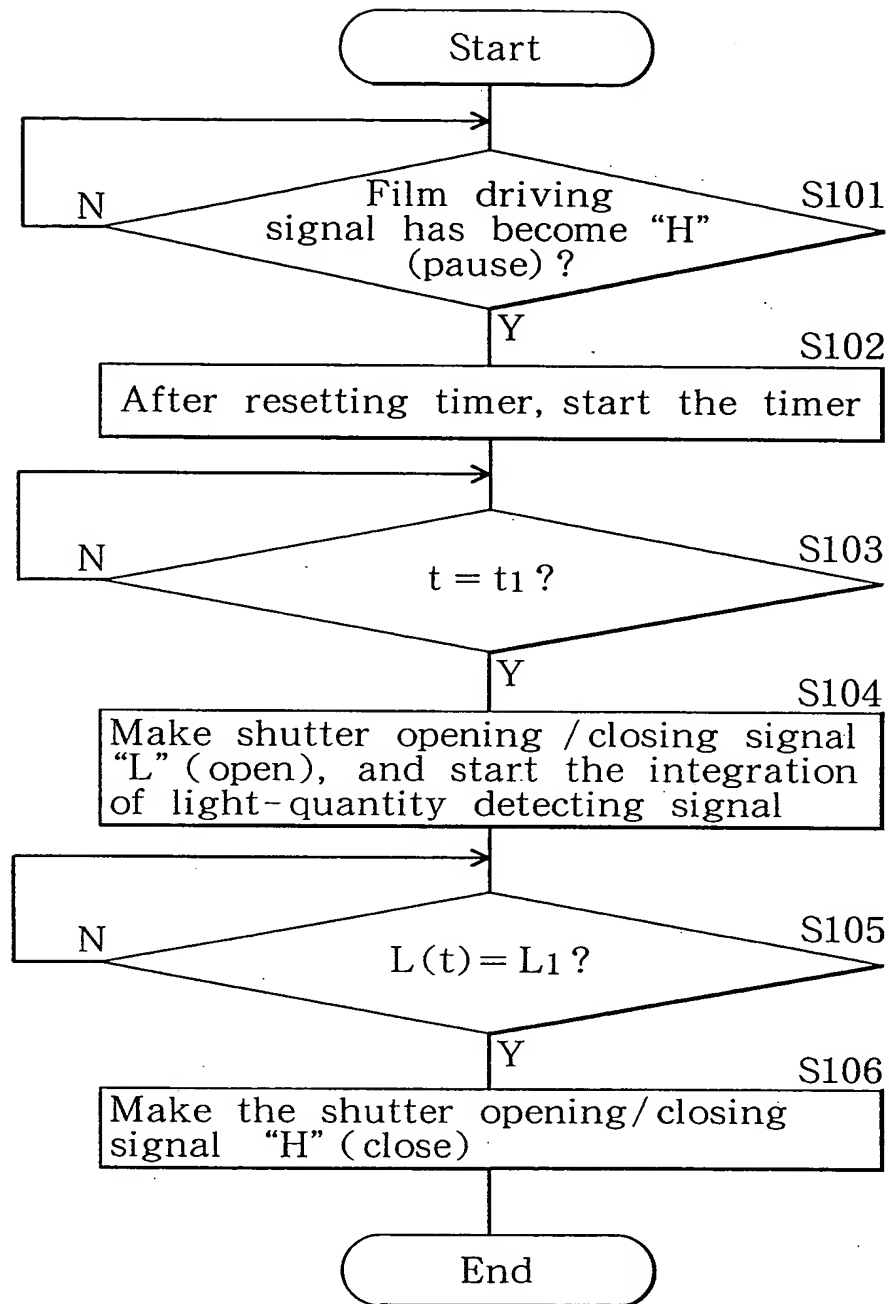 Start
N
Film driving
signal has become “H”
(pause)?
S101
Y
S102
After resetting timer, start the timer
N
t = t1?
S103
Y
S104
Make shutter opening /closing signal
“L” (open), and start the integration
of light-quantity detecting signal
N
L(t) = L1?
S105
Y
S106
Make the shutter opening/closing
signal “H” (close)
End